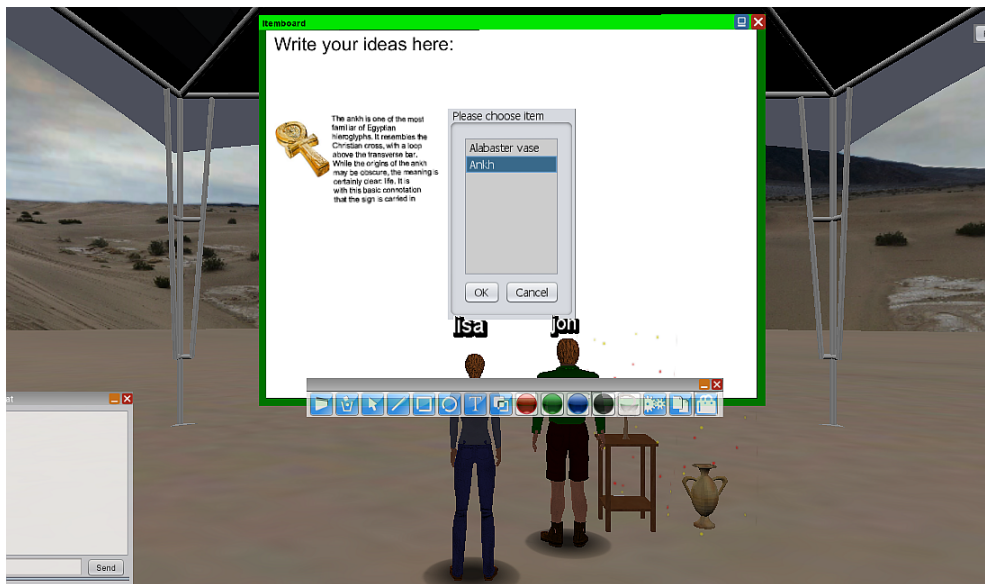 Itemboard
Write your ideas here:
The ankh is one of the most
familiar of Egyptian
hieroglyphs. It resembles the
Christian cross, with a loop
above the transverse bar.
While the origins of the ankh
may be obscure, the meaning is
certainly clear: life. It is
with this basic connotation
that the sign is carried in
Please choose item
Alabaster vase
Ankh
OK
Cancel
lisa
jon
T
Send